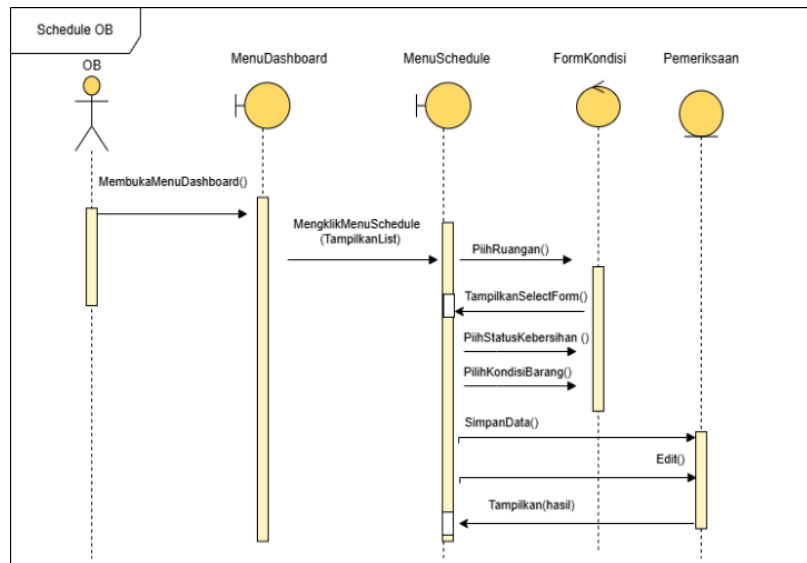 Schedule OB
OB
MenuDashboard
MenuSchedule
FormKondisi
Pemeriksaan
MembukaMenuDashboard()
MengklikMenuSchedule
(TampilkanList)
PiihRuangan()
TampilkanSelectForm()
PiihStatusKebersihan ()
PilihKondisiBarang()
SimpanData()
Edit()
Tampilkan(hasil)